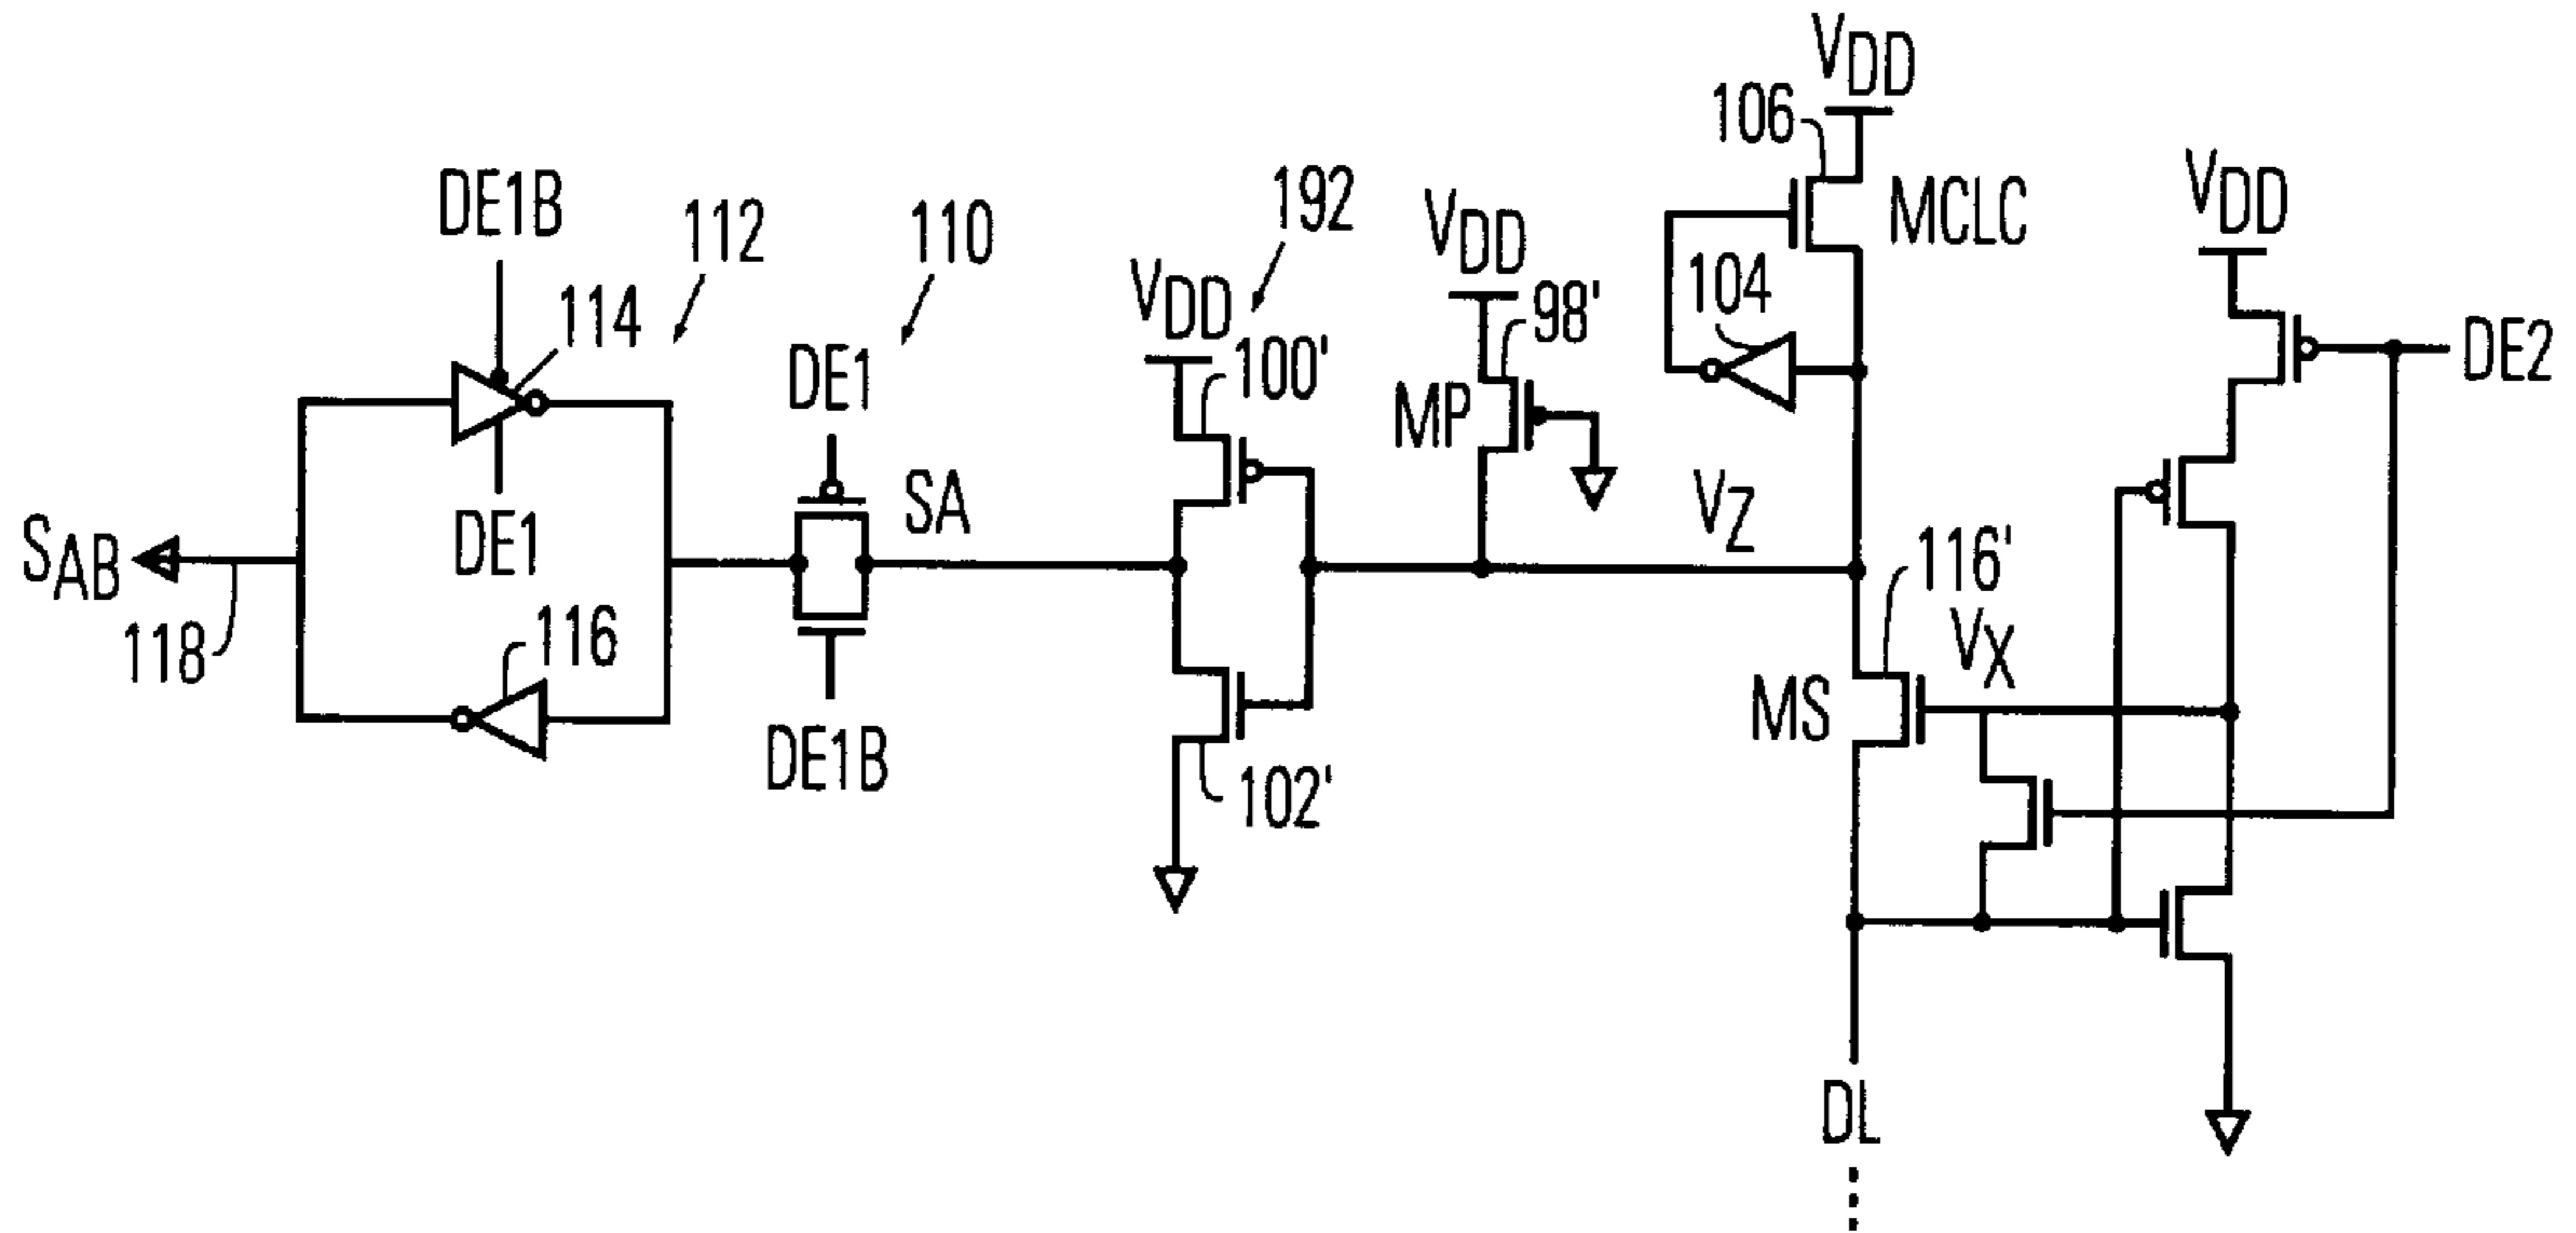 VDD
106
MCLC
104
VDD
DE2
DE1B
112
114
110
192
VDD
100'
VDD
98'
MP
DE1
DE1
SA
SAB
118
116
DE1B
102'
VZ
116'
VX
MS
DL